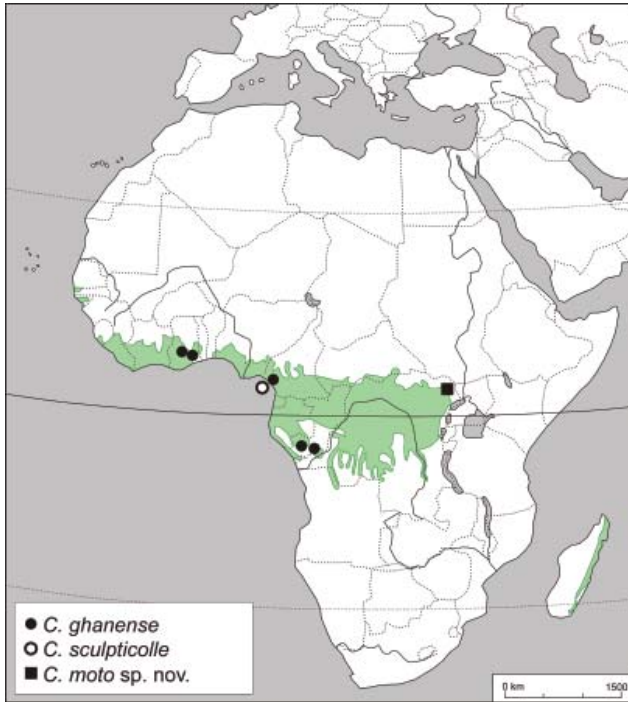 C. ghanense
C. sculpticolle
C. moto sp. nov.
0 km 1500